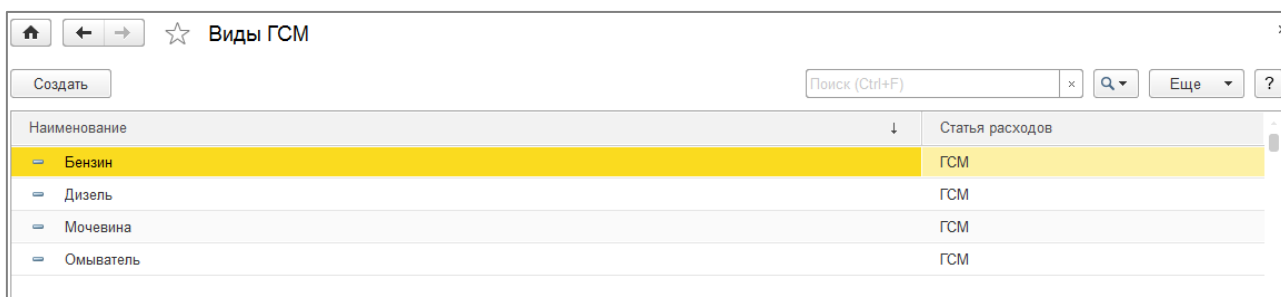 Виды ГСМ
Создать
Поиск (Ctrl+F)
×
Еще
?
Наименование ↓ Статья расходов
Бензин ГСМ
Дизель ГСМ
Мочевина ГСМ
Омыватель ГСМ